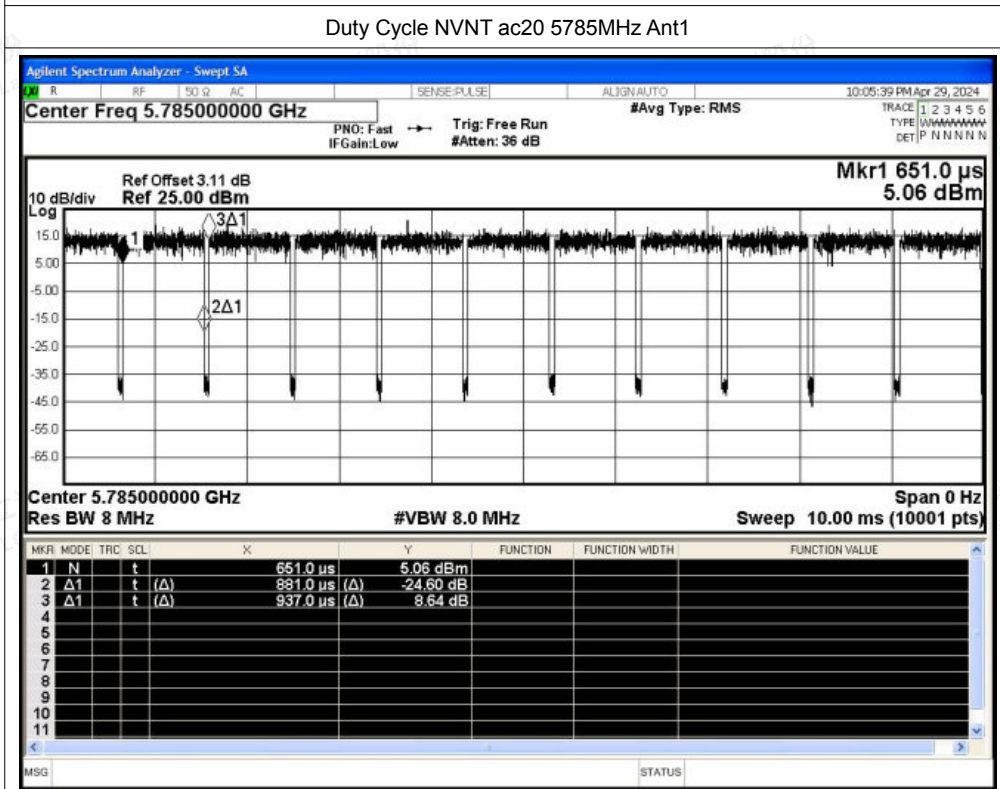 Duty Cycle NVNT ac20 5785MHz Ant1
Agilent Spectrum Analyzer - Swept SA
R RF 50 Ω AC SENSE:PULSE ALIGN AUTO 10:05:39 PM Apr 29, 2024
Center Freq 5.785000000 GHz #Avg Type: RMS TRACE 1 2 3 4 5 6
PNO: Fast Trig: Free Run TYPE
IFGain:Low #Atten: 36 dB DET P N N N N N
Mkr1 651.0 µs
Ref Offset 3.11 dB
10 dB/div Ref 25.00 dBm 5.06 dBm
Log
3Δ1
15.0
1
5.00
-5.00
2Δ1
-15.0
-25.0
-35.0
-45.0
-55.0
-65.0
Center 5.785000000 GHz Span 0 Hz
Res BW 8 MHz #VBW 8.0 MHz Sweep 10.00 ms (10001 pts)
MKR MODE TRC SCL X Y FUNCTION FUNCTION WIDTH FUNCTION VALUE
1 N t 651.0 µs 5.06 dBm
2 Δ1 t (Δ) 881.0 µs (Δ) -24.60 dB
3 Δ1 t (Δ) 937.0 µs (Δ) 8.64 dB
4
5
6
7
8
9
10
11
MSG STATUS